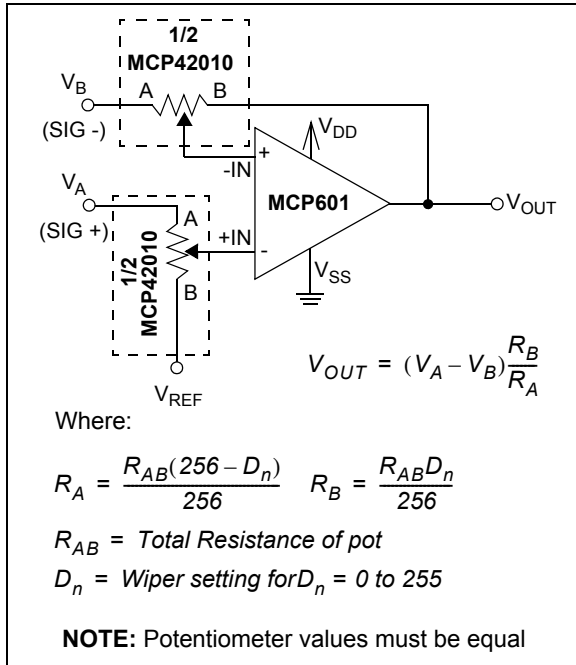 1/2
MCP42010
V_B
A
B
(SIG -)
V_DD
+
-IN
MCP601
V_OUT
V_A
(SIG +)
A
+IN
-
1/2
MCP42010
B
V_SS
V_REF
V_OUT = (V_A – V_B) R_B/R_A
Where:
R_A = R_AB(256 – D_n)/256 R_B = R_AB D_n/256
R_AB = Total Resistance of pot
D_n = Wiper setting forD_n = 0 to 255
NOTE: Potentiometer values must be equal